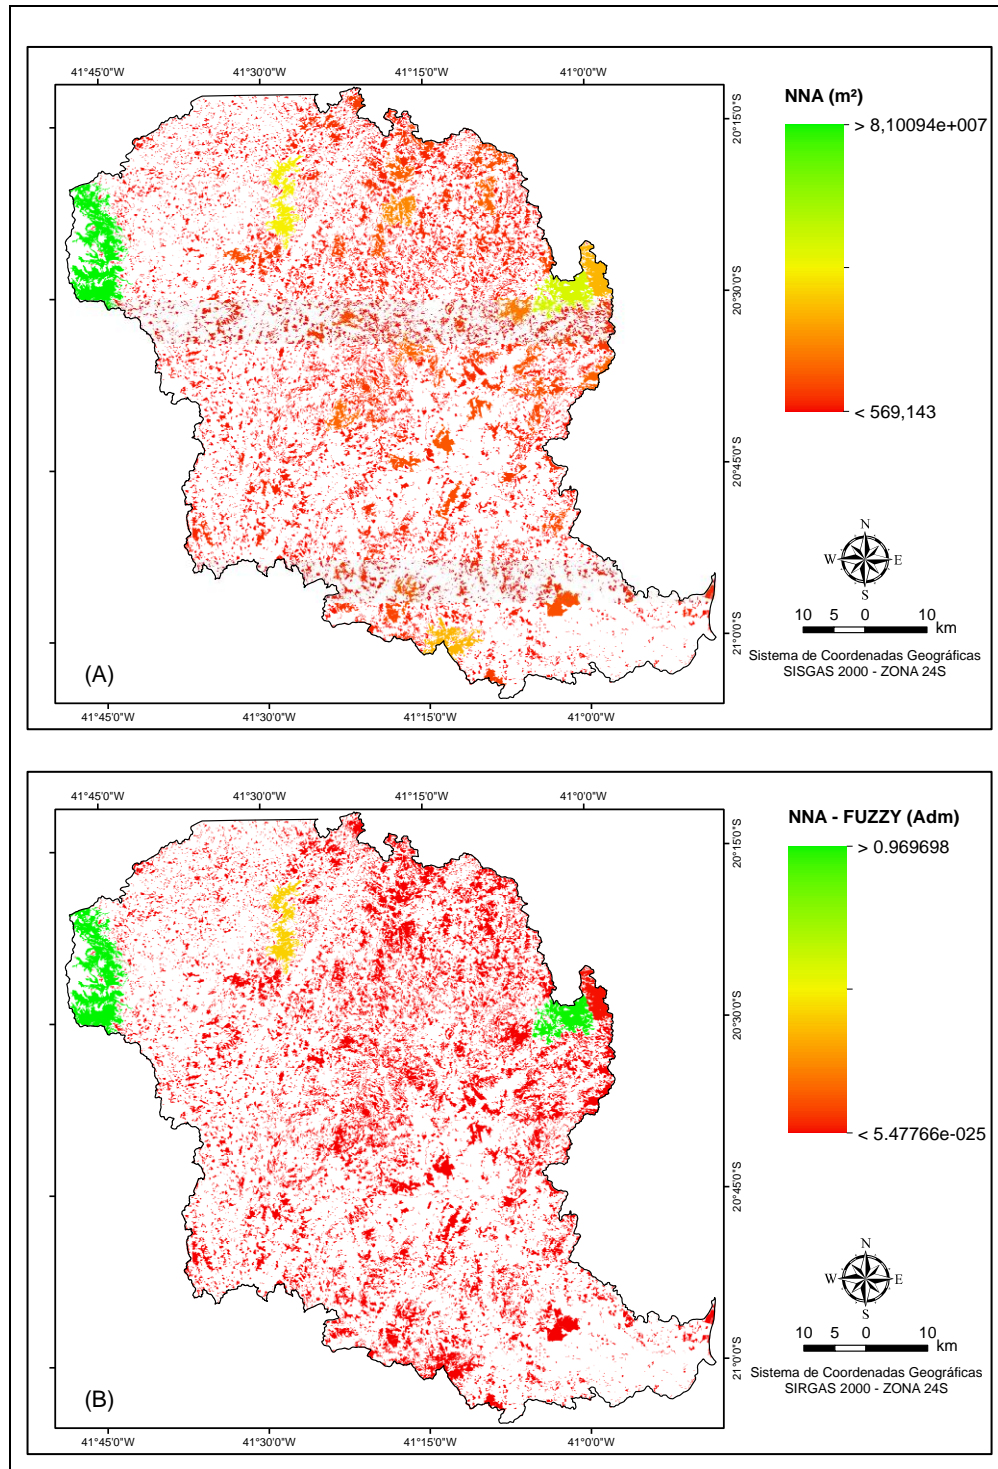 41°45'0"W 41°30'0"W 41°15'0"W 41°0'0"W
NNA (m²)
> 8,10094e+007
< 569,143
20°15'0"S
20°30'0"S
20°45'0"S
21°0'0"S
N
W E
S
10 5 0 10
km
Sistema de Coordenadas Geográficas
SISGAS 2000 - ZONA 24S
(A)
41°45'0"W 41°30'0"W 41°15'0"W 41°0'0"W
41°45'0"W 41°30'0"W 41°15'0"W 41°0'0"W
NNA - FUZZY (Adm)
> 0.969698
< 5.47766e-025
20°15'0"S
20°30'0"S
20°45'0"S
21°0'0"S
N
W E
S
10 5 0 10
km
Sistema de Coordenadas Geográficas
SIRGAS 2000 - ZONA 24S
(B)
41°45'0"W 41°30'0"W 41°15'0"W 41°0'0"W